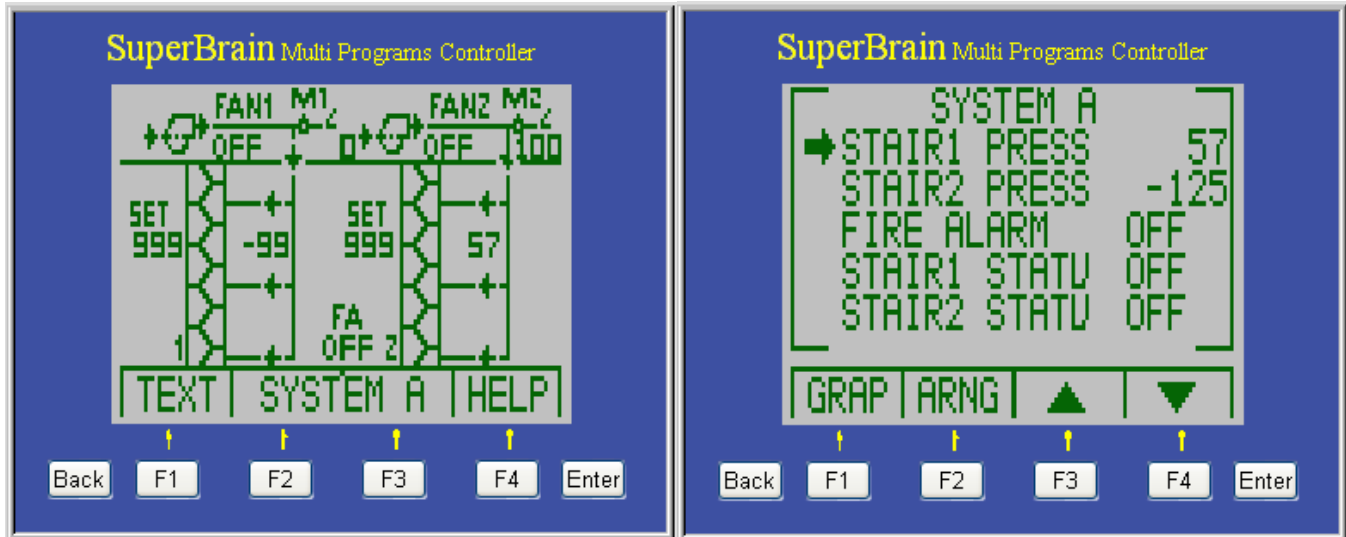 SuperBrain Multi Programs Controller
FAN1 M1 FAN2 M2
OFF 0 OFF 100
SET SET
999 -99 999 57
FA
1 OFF 2
TEXT SYSTEM A HELP
Back F1 F2 F3 F4 Enter
SuperBrain Multi Programs Controller
SYSTEM A
STAIR1 PRESS 57
STAIR2 PRESS -125
FIRE ALARM OFF
STAIR1 STATU OFF
STAIR2 STATU OFF
GRAP ARNG
Back F1 F2 F3 F4 Enter